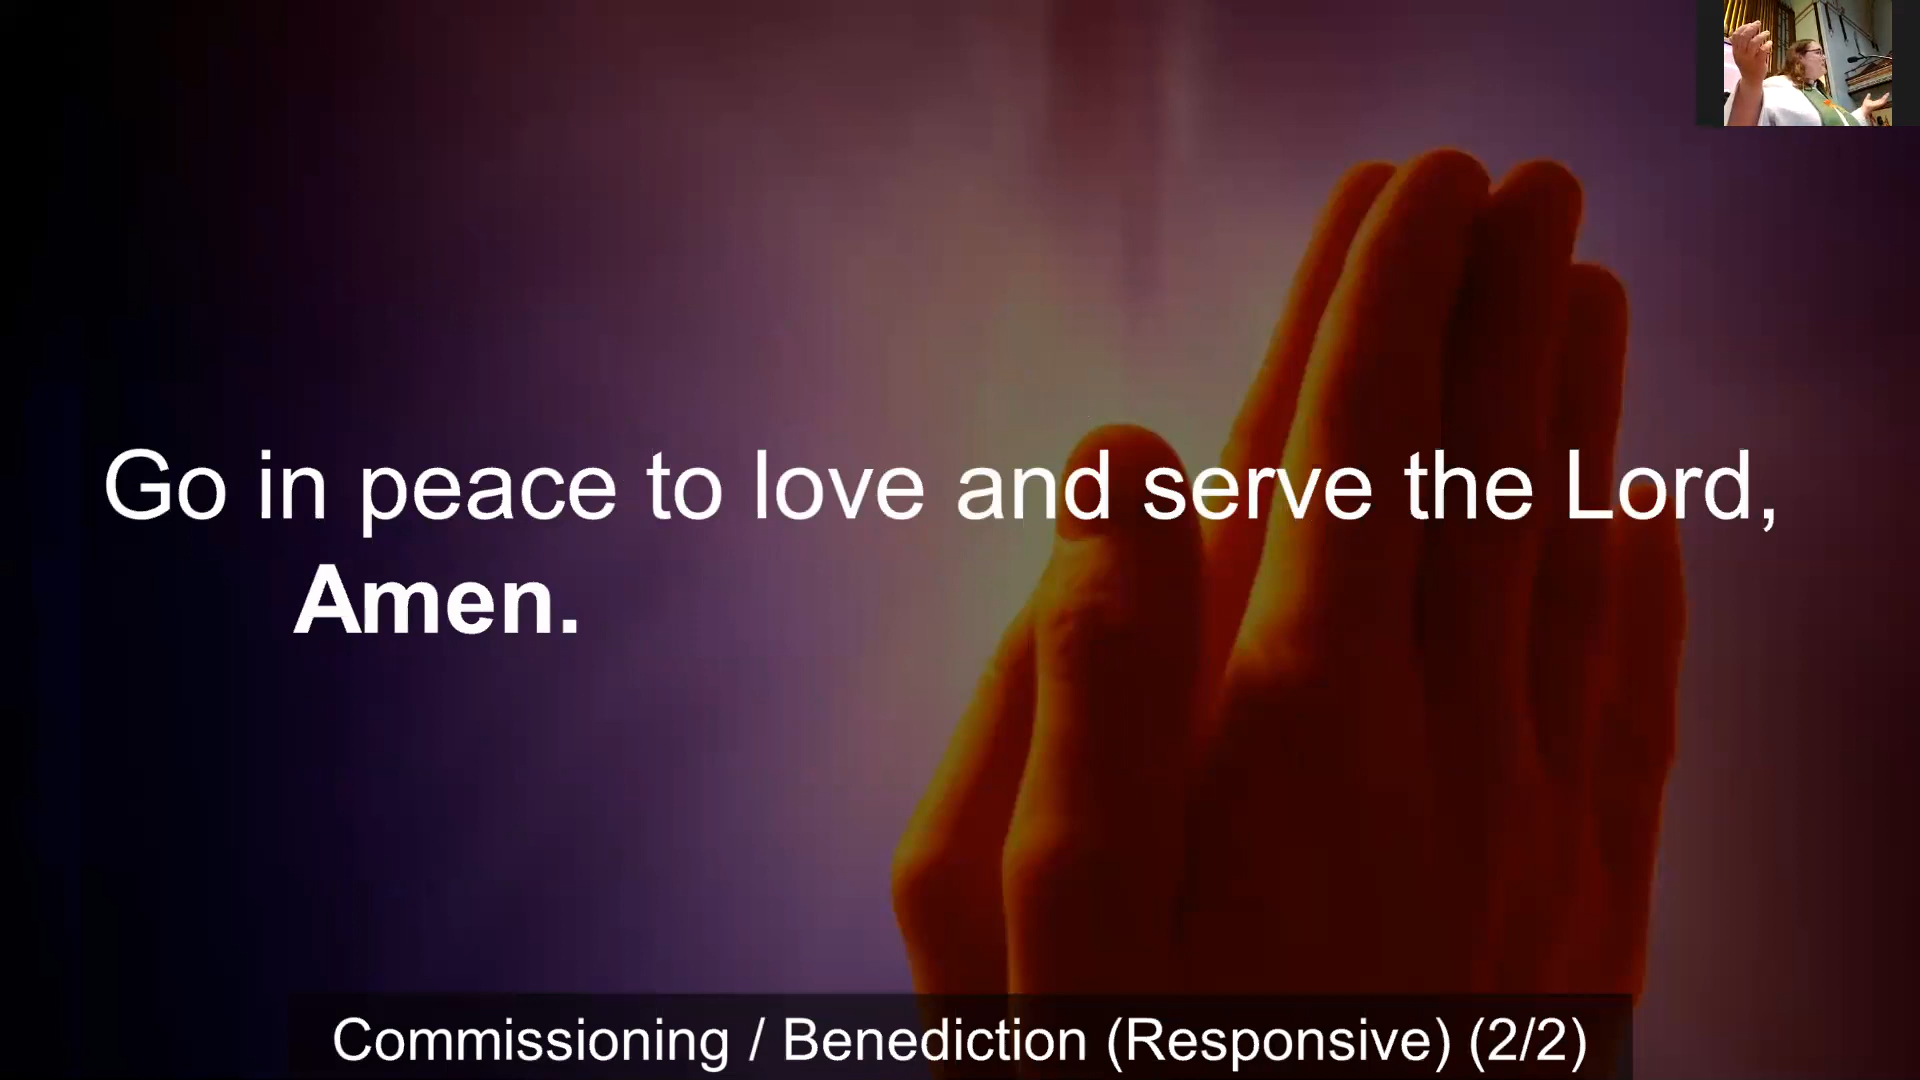 Go in peace to love and serve the Lord,
Amen.
Commissioning / Benediction (Responsive) (2/2)